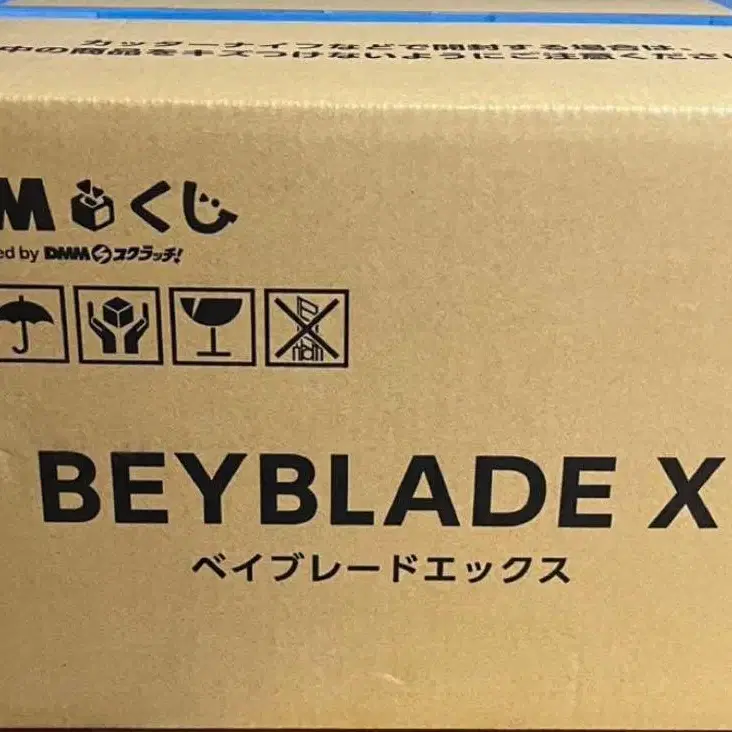 カッターナイフなどで開封する場合は、
中の商品をキズつけないようにご注意ください
Mくじ
ed by DMMスクラッチ!
BEYBLADE X
ベイブレードエックス